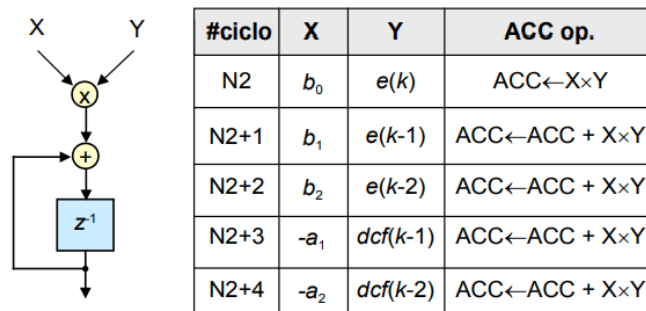 X Y
x
+
z⁻¹
#ciclo X Y ACC op.
N2 b₀ e(k) ACC←X×Y
N2+1 b₁ e(k-1) ACC←ACC + X×Y
N2+2 b₂ e(k-2) ACC←ACC + X×Y
N2+3 -a₁ dcf(k-1) ACC←ACC + X×Y
N2+4 -a₂ dcf(k-2) ACC←ACC + X×Y